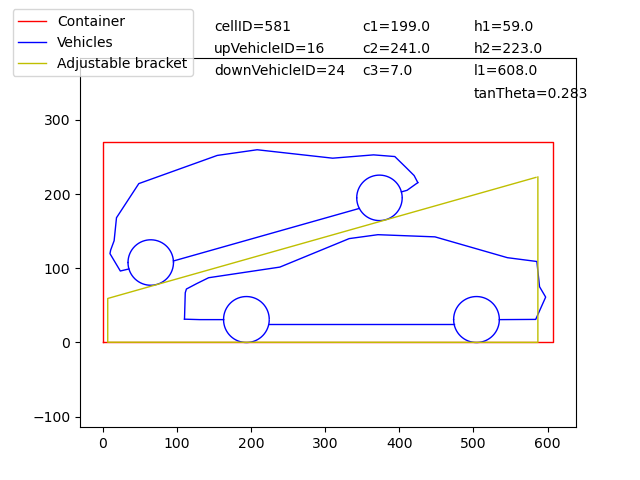 Container
Vehicles
Adjustable bracket
cellID=581 c1=199.0 h1=59.0
upVehicleID=16 c2=241.0 h2=223.0
downVehicleID=24 c3=7.0 l1=608.0
tanTheta=0.283
300
200
100
0
−100
0 100 200 300 400 500 600